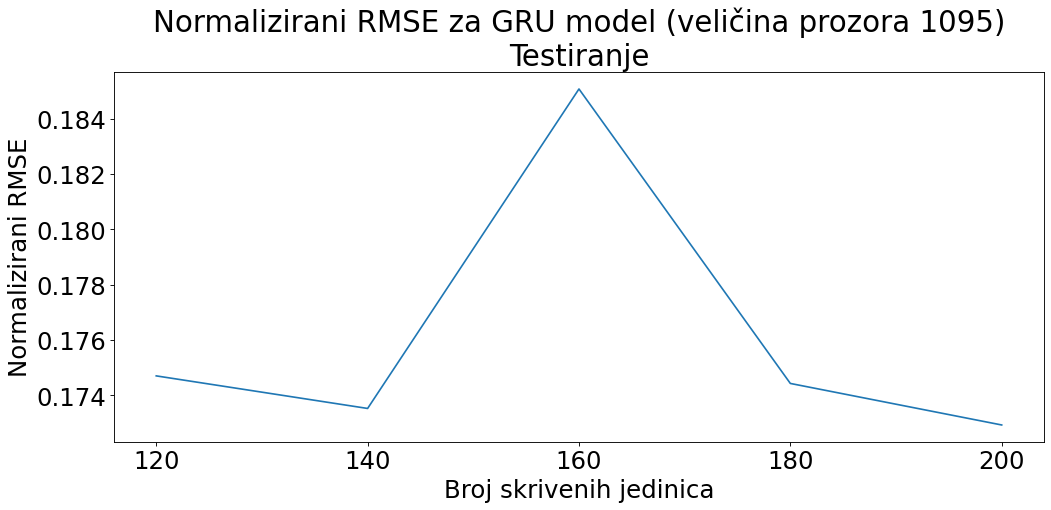 Normalizirani RMSE za GRU model (veličina prozora 1095)
Testiranje
Normalizirani RMSE
0.184
0.182
0.180
0.178
0.176
0.174
120 140 160 180 200
Broj skrivenih jedinica